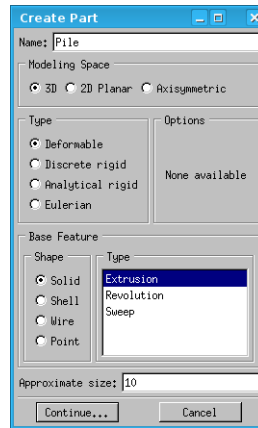 Create Part
Name: Pile
Modeling Space
3D 2D Planar Axisymmetric
Type
Deformable
Discrete rigid
Analytical rigid
Eulerian
Options
None available
Base Feature
Shape
Solid
Shell
Wire
Point
Type
Extrusion
Revolution
Sweep
Approximate size: 10
Continue... Cancel